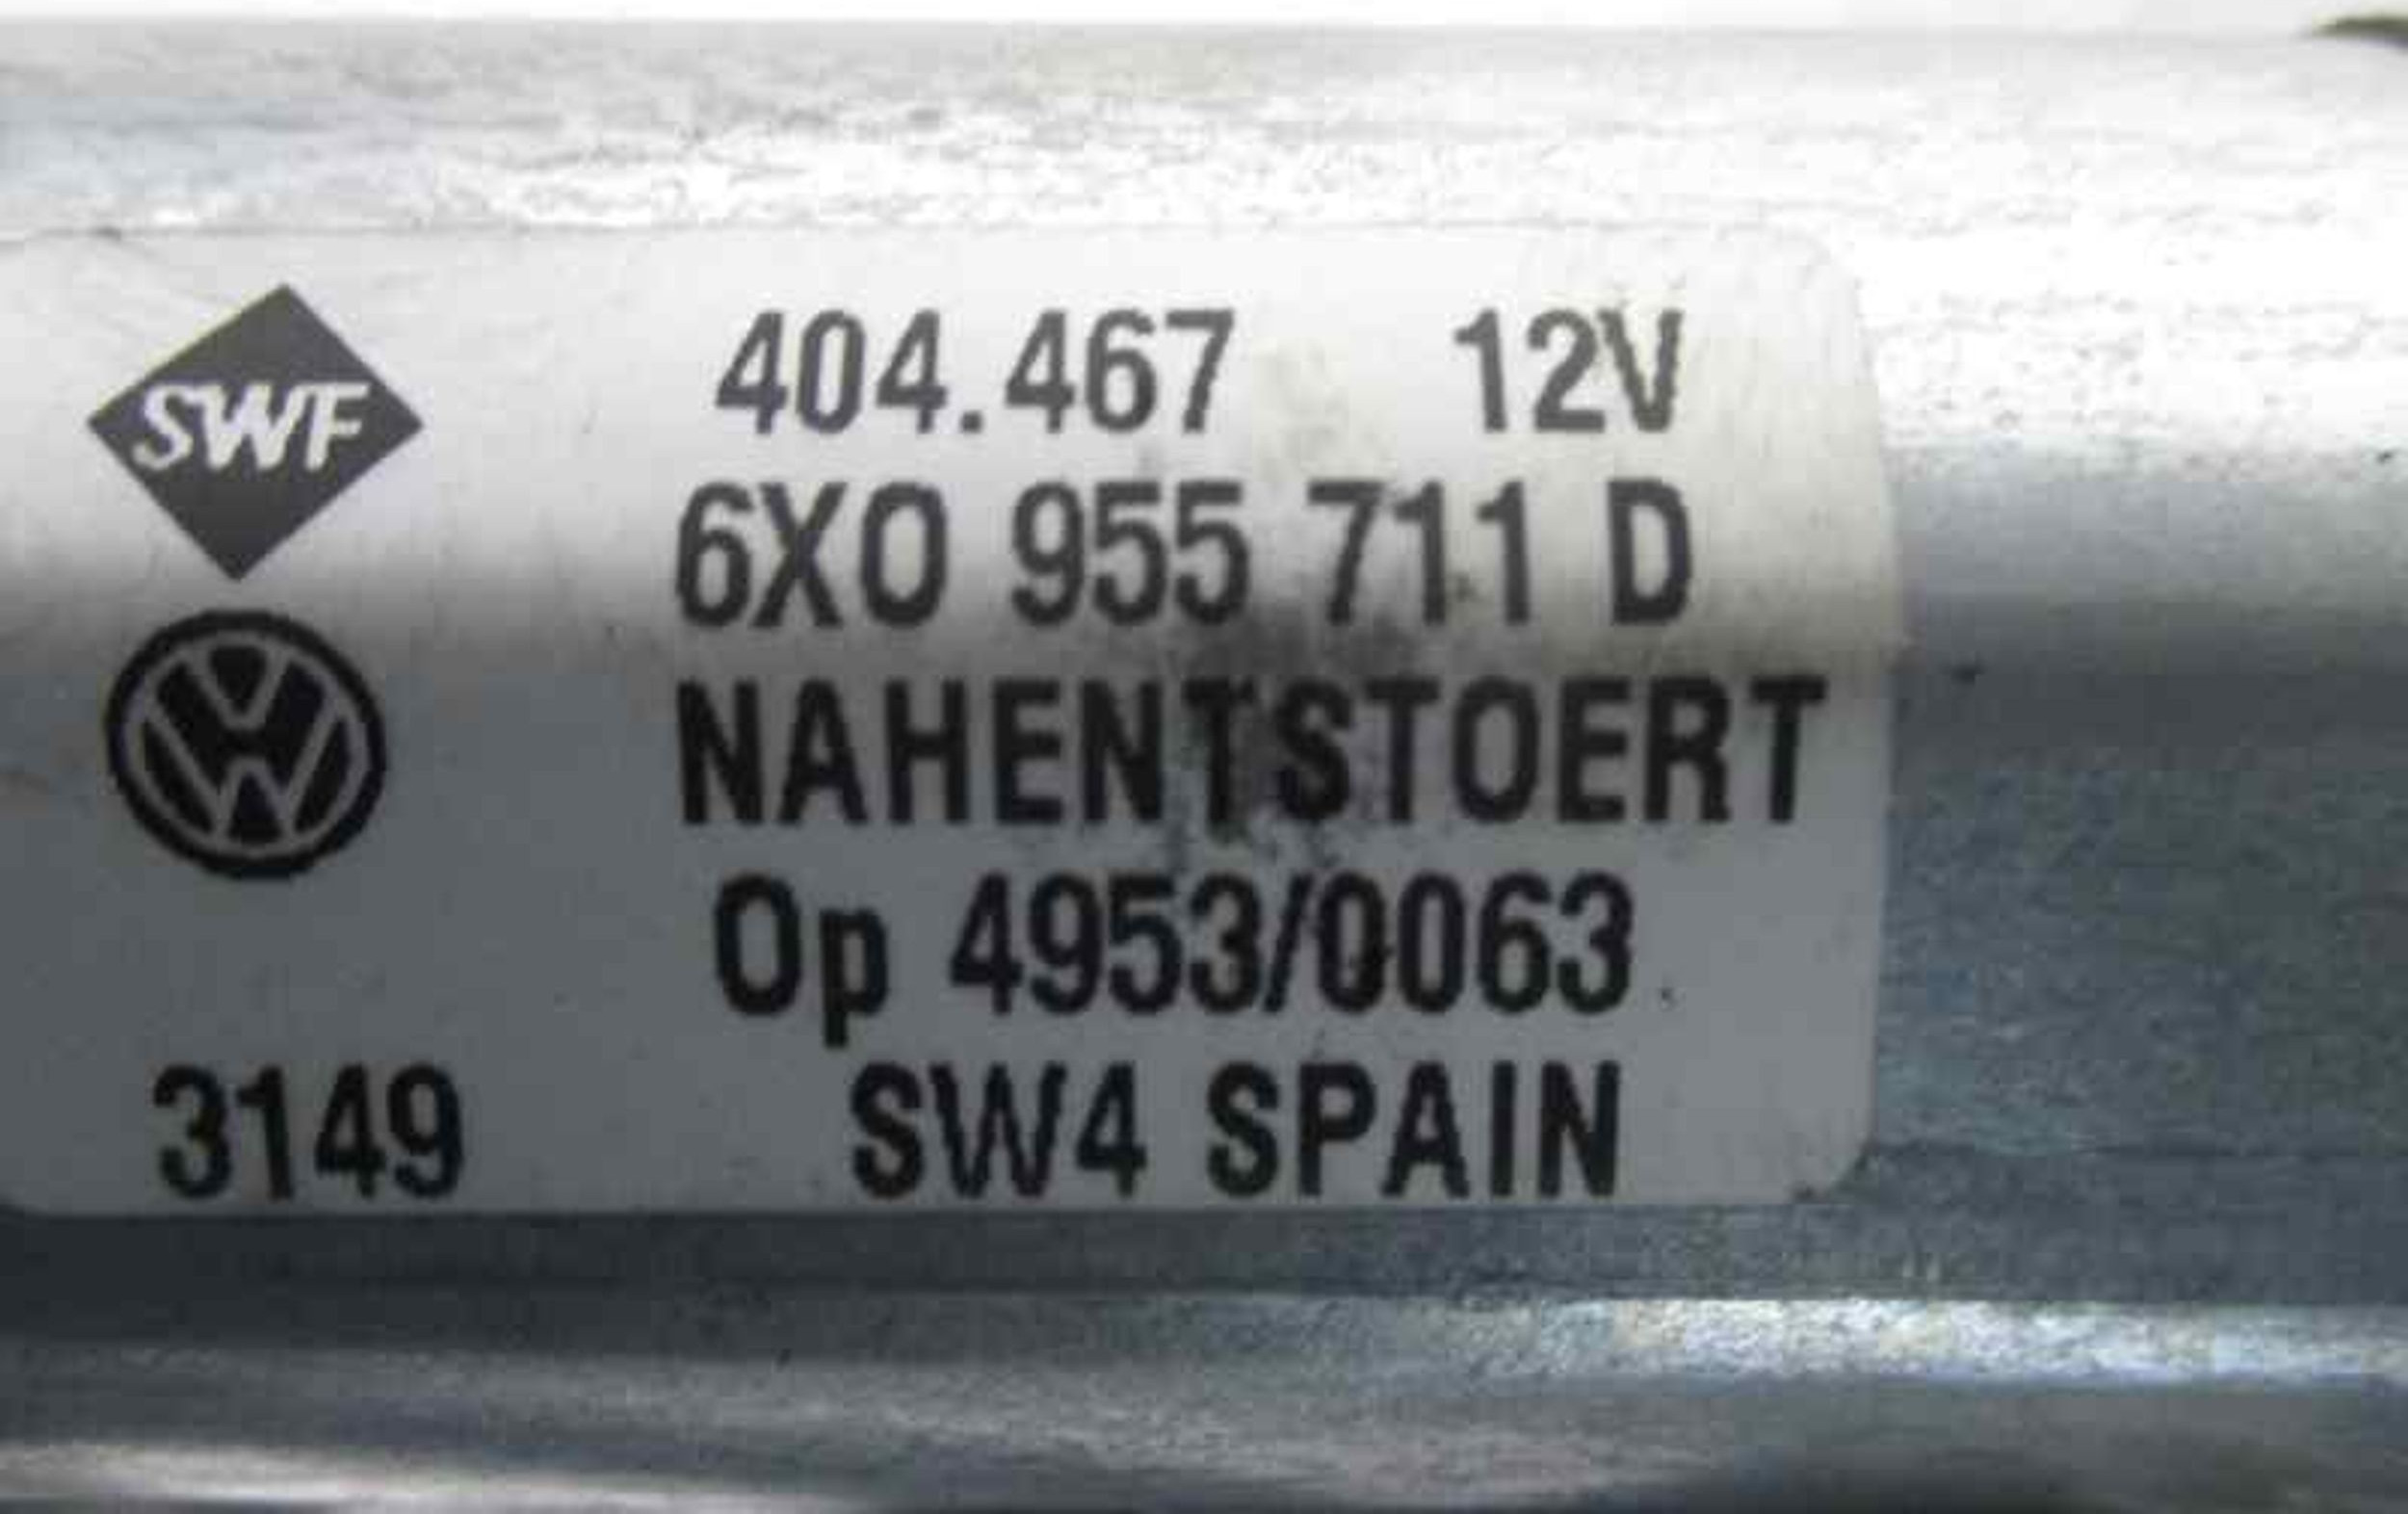 SWF
404.467 12V
6X0 955 711 D
NAHENTSTOERT
Op 4953/0063
3149 SW4 SPAIN